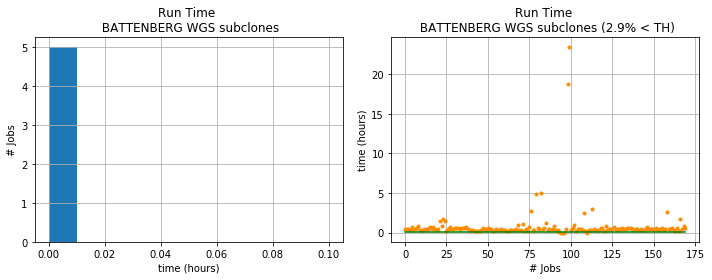 Run Time
BATTENBERG WGS subclones
# Jobs
5
4
3
2
1
0
0.00 0.02 0.04 0.06 0.08 0.10
time (hours)
Run Time
BATTENBERG WGS subclones (2.9% < TH)
time (hours)
20
15
10
5
0
0 25 50 75 100 125 150 175
# Jobs